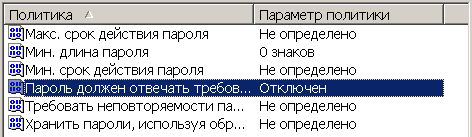 Политика Параметр политики
Макс. срок действия пароля Не определено
Мин. длина пароля 0 знаков
Мин. срок действия пароля Не определено
Пароль должен отвечать требов... Отключен
Требовать неповторяемости па... Не определено
Хранить пароли, используя обр... Не определено